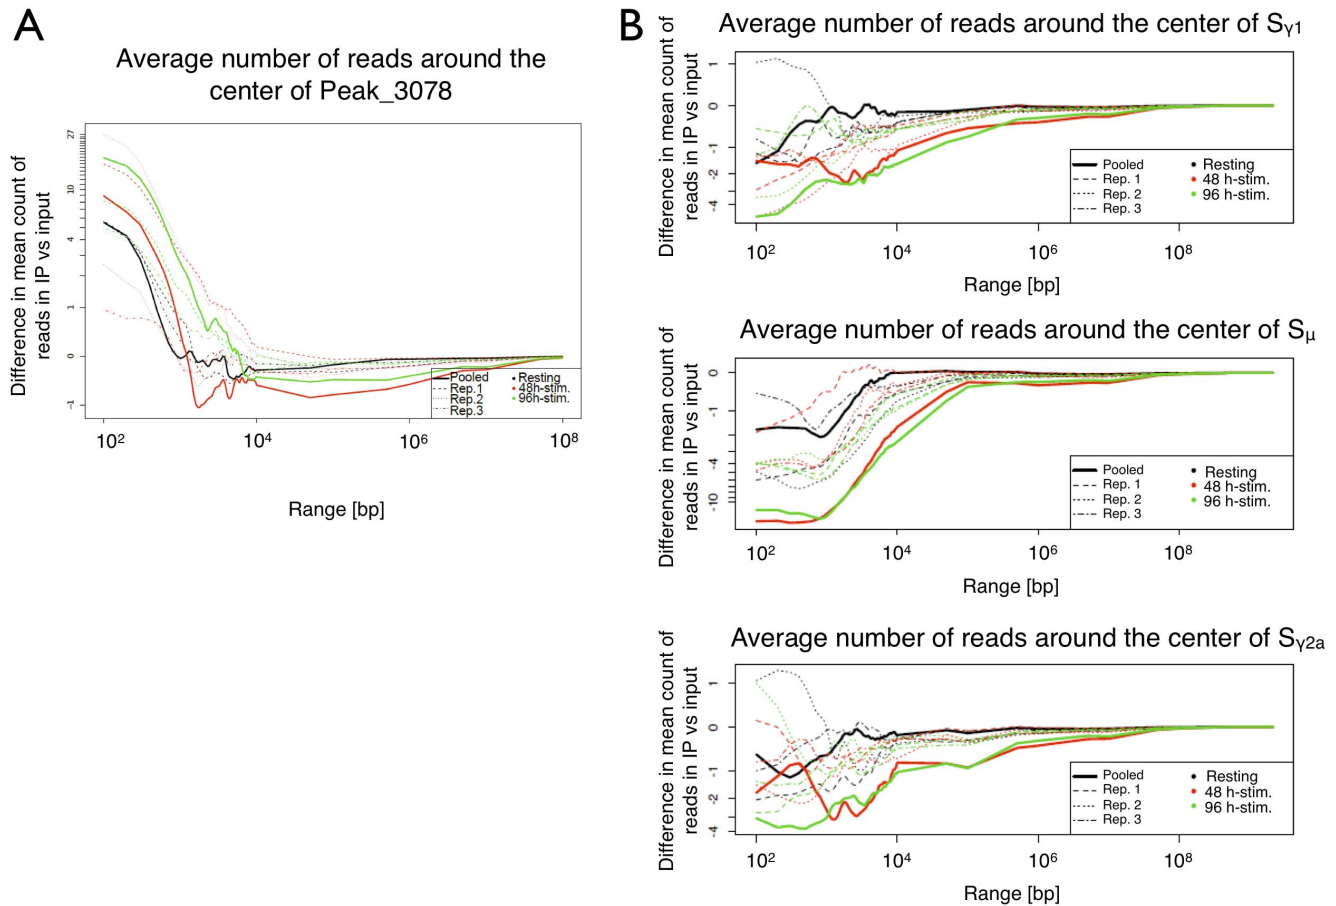 A
Average number of reads around the
center of Peak_3078
Difference in mean count of
reads in IP vs input
27
10
4
1
0
-1
Pooled
Rep.1
Rep.2
Rep.3
Resting
48h-stim.
96h-stim.
10²
10⁴
10⁶
10⁸
Range [bp]
B
Average number of reads around the center of Sγ1
Difference in mean count of
reads in IP vs input
1
0
-1
-2
-4
Pooled
Rep. 1
Rep. 2
Rep. 3
Resting
48 h-stim.
96 h-stim.
10²
10⁴
10⁶
10⁸
Range [bp]
Average number of reads around the center of Sμ
Difference in mean count of
reads in IP vs input
0
-1
-4
-10
Pooled
Rep. 1
Rep. 2
Rep. 3
Resting
48 h-stim.
96 h-stim.
10²
10⁴
10⁶
10⁸
Range [bp]
Average number of reads around the center of Sγ2a
Difference in mean count of
reads in IP vs input
1
0
-1
-2
-4
Pooled
Rep. 1
Rep. 2
Rep. 3
Resting
48 h-stim.
96 h-stim.
10²
10⁴
10⁶
10⁸
Range [bp]